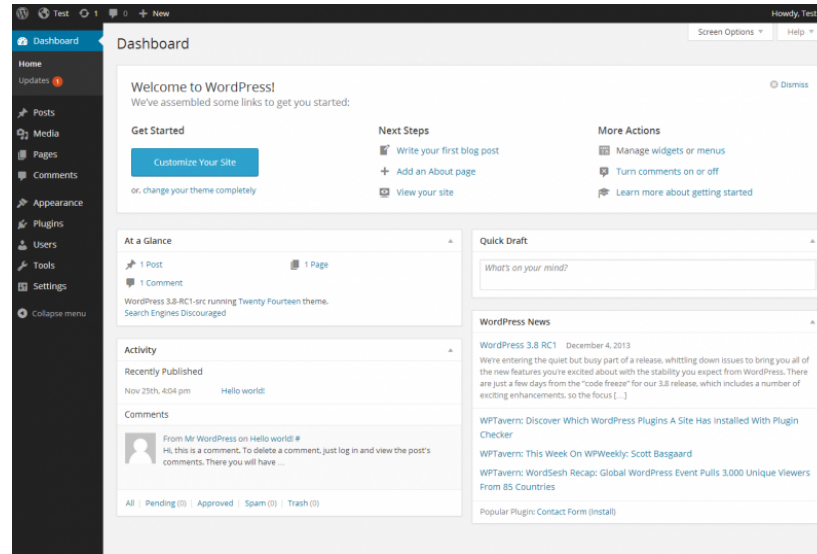 Test 1 0 + New Howdy, Test
Dashboard
Home
Updates 1
Posts
Media
Pages
Comments
Appearance
Plugins
Users
Tools
Settings
Collapse menu
Screen Options Help
Dashboard
Welcome to WordPress!
Dismiss
We've assembled some links to get you started:
Get Started
Customize Your Site
or, change your theme completely
Next Steps
Write your first blog post
Add an About page
View your site
More Actions
Manage widgets or menus
Turn comments on or off
Learn more about getting started
At a Glance
1 Post 1 Page
1 Comment
WordPress 3.8-RC1-src running Twenty Fourteen theme.
Search Engines Discouraged
Activity
Recently Published
Nov 25th, 4:04 pm Hello world!
Comments
From Mr WordPress on Hello world! #
Hi, this is a comment. To delete a comment, just log in and view the post's
comments. There you will have …
All | Pending (0) | Approved | Spam (0) | Trash (0)
Quick Draft
What's on your mind?
WordPress News
WordPress 3.8 RC1 December 4, 2013
We're entering the quiet but busy part of a release, whittling down issues to bring you all of
the new features you're excited about with the stability you expect from WordPress. There
are just a few days from the "code freeze" for our 3.8 release, which includes a number of
exciting enhancements, so the focus […]
WPTavern: Discover Which WordPress Plugins A Site Has Installed With Plugin
Checker
WPTavern: This Week On WPWeekly: Scott Basgaard
WPTavern: WordSesh Recap: Global WordPress Event Pulls 3,000 Unique Viewers
From 85 Countries
Popular Plugin: Contact Form (Install)